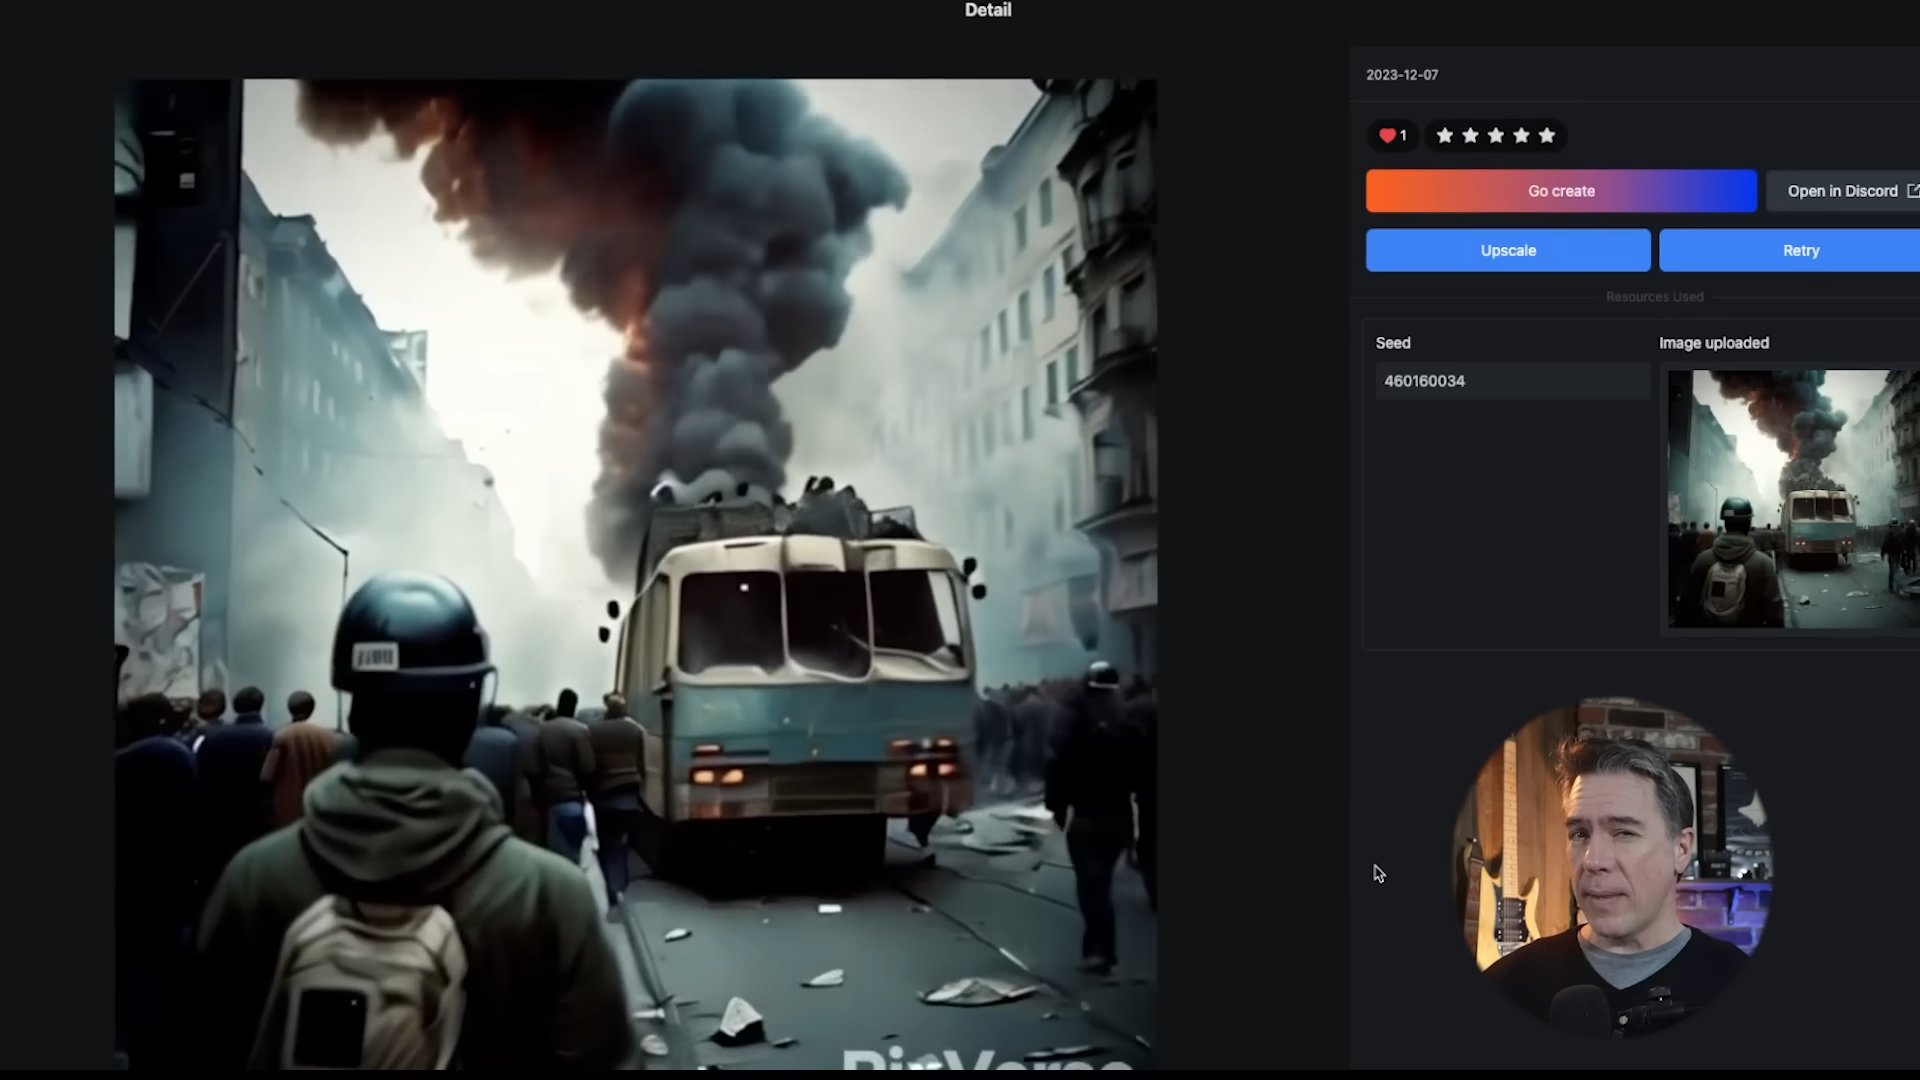 Detail
2023-12-07
1
Go create
Open in Discord
Upscale
Retry
Resources Used
Seed
Image uploaded
460160034